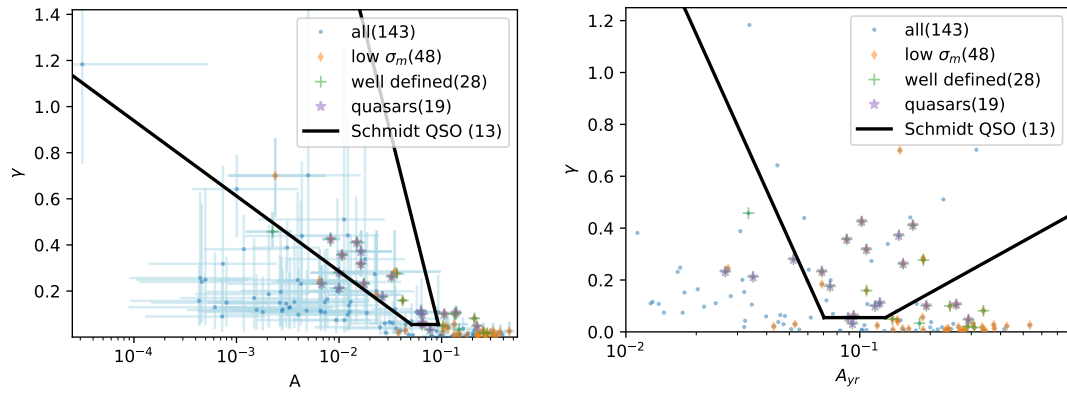 1.4
1.2
1.0
0.8
0.6
0.4
0.2
γ
10⁻⁴
10⁻³
10⁻²
10⁻¹
A
all(143)
low σₘ(48)
well defined(28)
quasars(19)
Schmidt QSO (13)
1.2
1.0
0.8
0.6
0.4
0.2
0.0
γ
10⁻²
10⁻¹
Aᵧᵣ
all(143)
low σₘ(48)
well defined(28)
quasars(19)
Schmidt QSO (13)